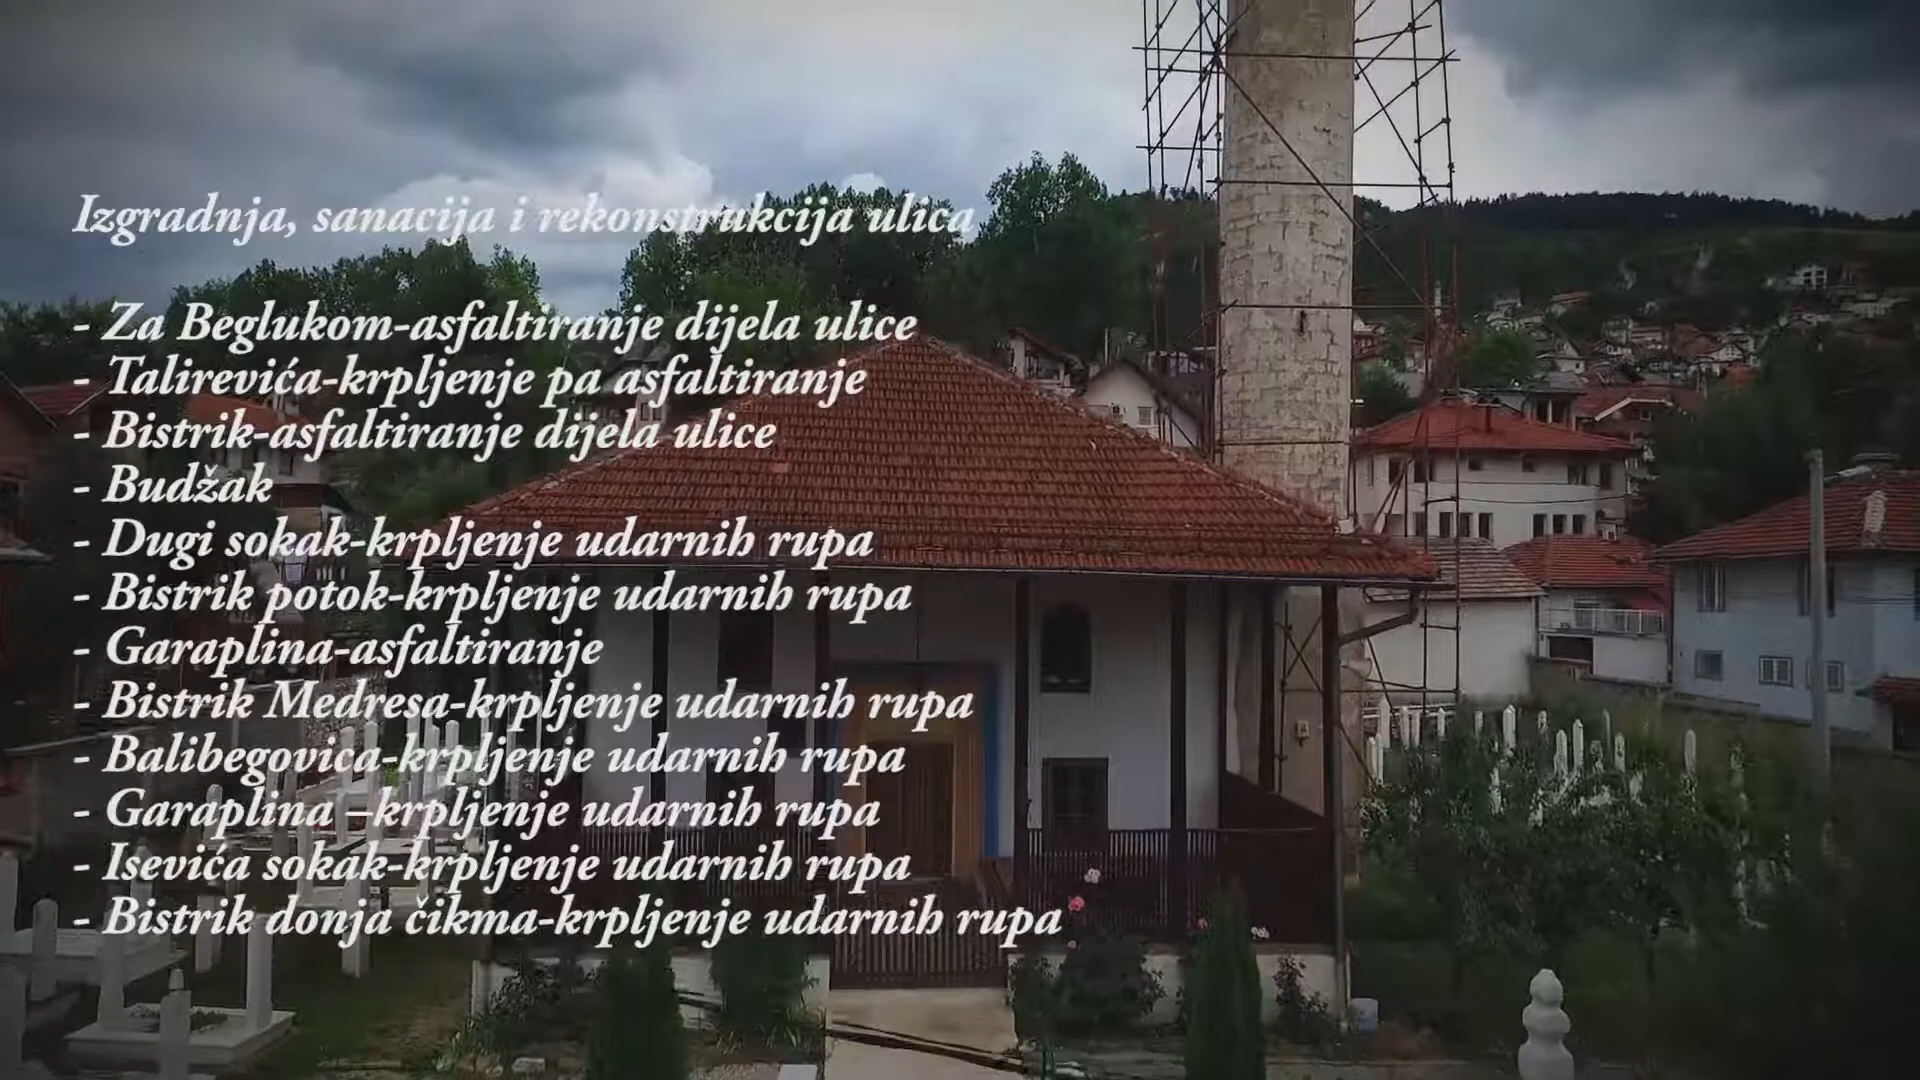 Izgradnja, sanacija i rekonstrukcija ulica
- Za Beglukom-asfaltiranje dijela ulice
- Talirevića-krpljenje pa asfaltiranje
- Bistrik-asfaltiranje dijela ulice
- Budžak
- Dugi sokak-krpljenje udarnih rupa
- Bistrik potok-krpljenje udarnih rupa
- Garaplina-asfaltiranje
- Bistrik Medresa-krpljenje udarnih rupa
- Balibegovica-krpljenje udarnih rupa
- Garaplina –krpljenje udarnih rupa
- Isevića sokak-krpljenje udarnih rupa
- Bistrik donja čikma-krpljenje udarnih rupa